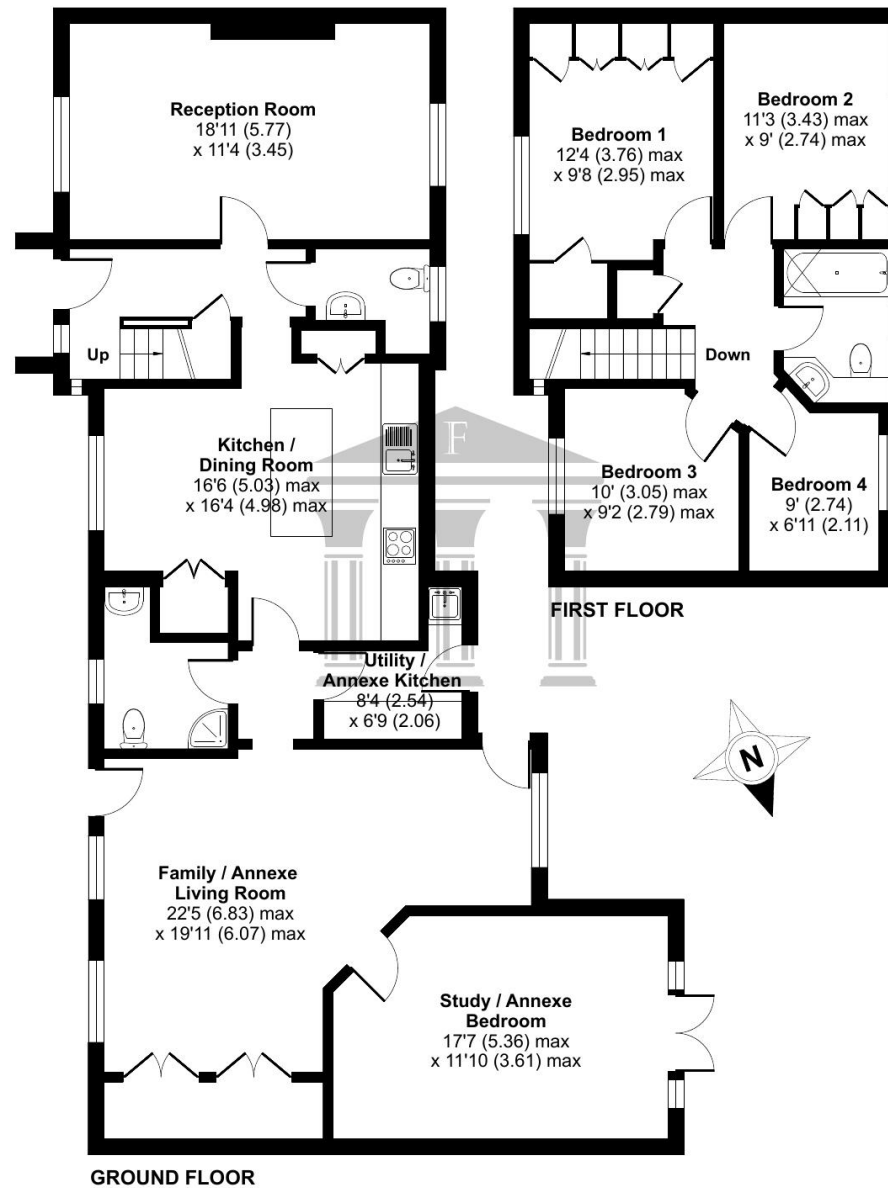 Reception Room
18'11 (5.77)
x 11'4 (3.45)
Bedroom 1
12'4 (3.76) max
x 9'8 (2.95) max
Bedroom 2
11'3 (3.43) max
x 9' (2.74) max
Up
Down
Kitchen /
Dining Room
16'6 (5.03) max
x 16'4 (4.98) max
F
Bedroom 3
10' (3.05) max
x 9'2 (2.79) max
Bedroom 4
9' (2.74)
x 6'11 (2.11)
FIRST FLOOR
Utility /
Annexe Kitchen
8'4 (2.54)
x 6'9 (2.06)
N
Family / Annexe
Living Room
22'5 (6.83) max
x 19'11 (6.07) max
Study / Annexe
Bedroom
17'7 (5.36) max
x 11'10 (3.61) max
GROUND FLOOR